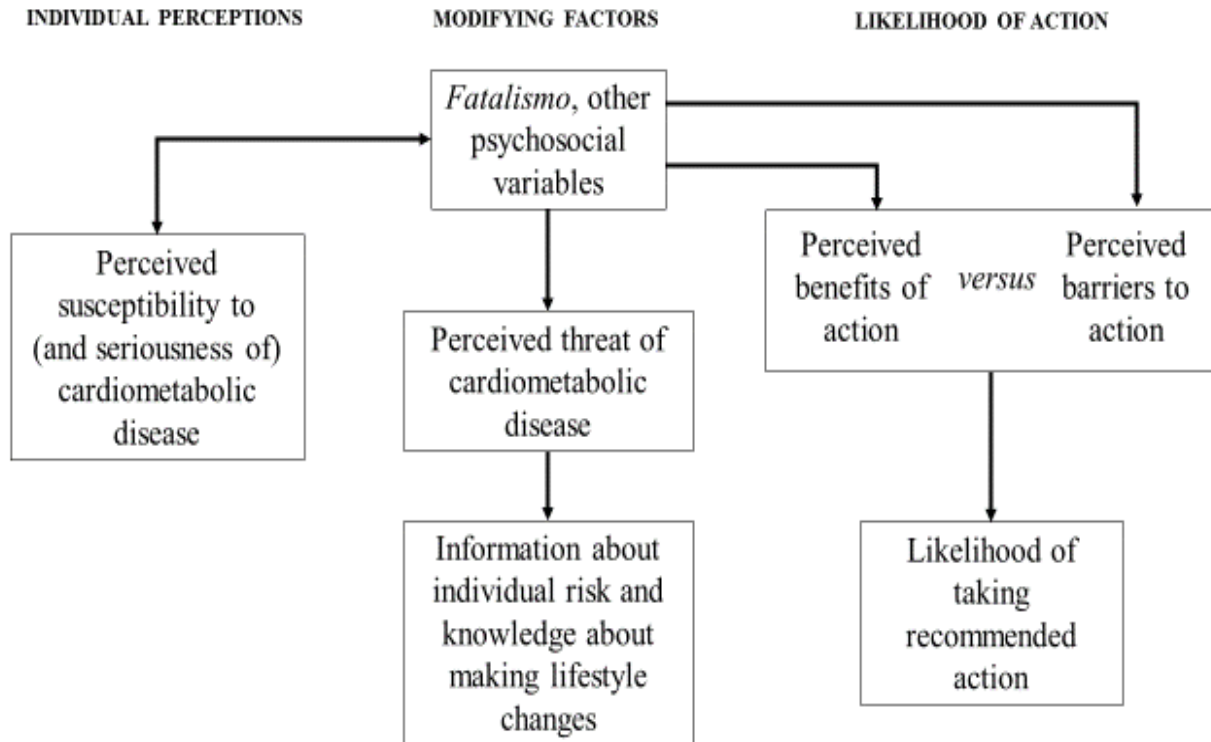 INDIVIDUAL PERCEPTIONS
MODIFYING FACTORS
LIKELIHOOD OF ACTION
Fatalismo, other
psychosocial
variables
Perceived
susceptibility to
(and seriousness of)
cardiometabolic
disease
Perceived threat of
cardiometabolic
disease
Information about
individual risk and
knowledge about
making lifestyle
changes
Perceived
benefits of
action
versus
Perceived
barriers to
action
Likelihood of
taking
recommended
action